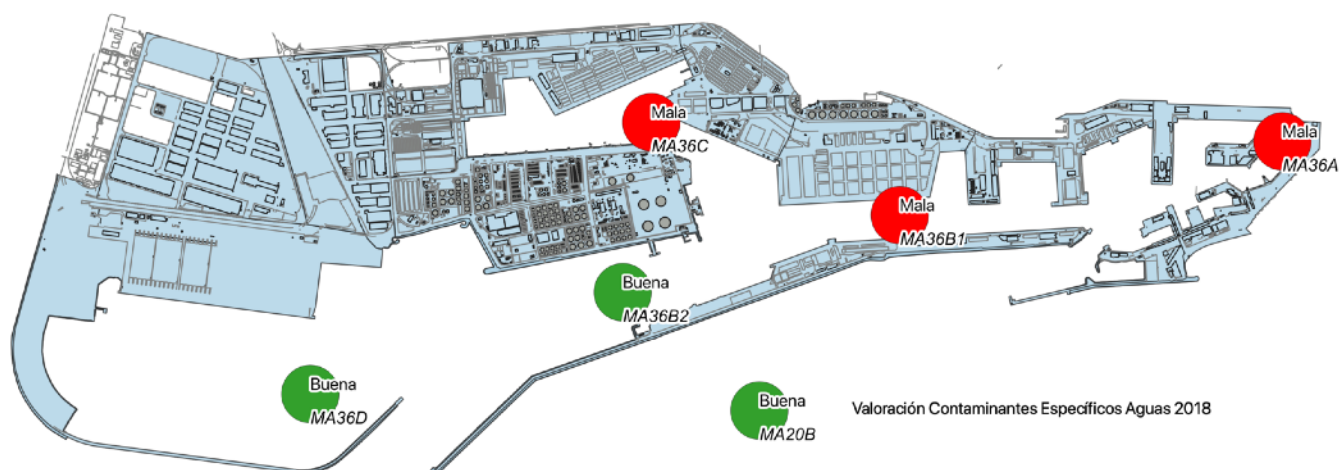 Mala
MA36C
Mala
MA36A
Mala
MA36B1
Buena
MA36B2
Buena
MA36D
Buena
MA20B
Valoración Contaminantes Específicos Aguas 2018